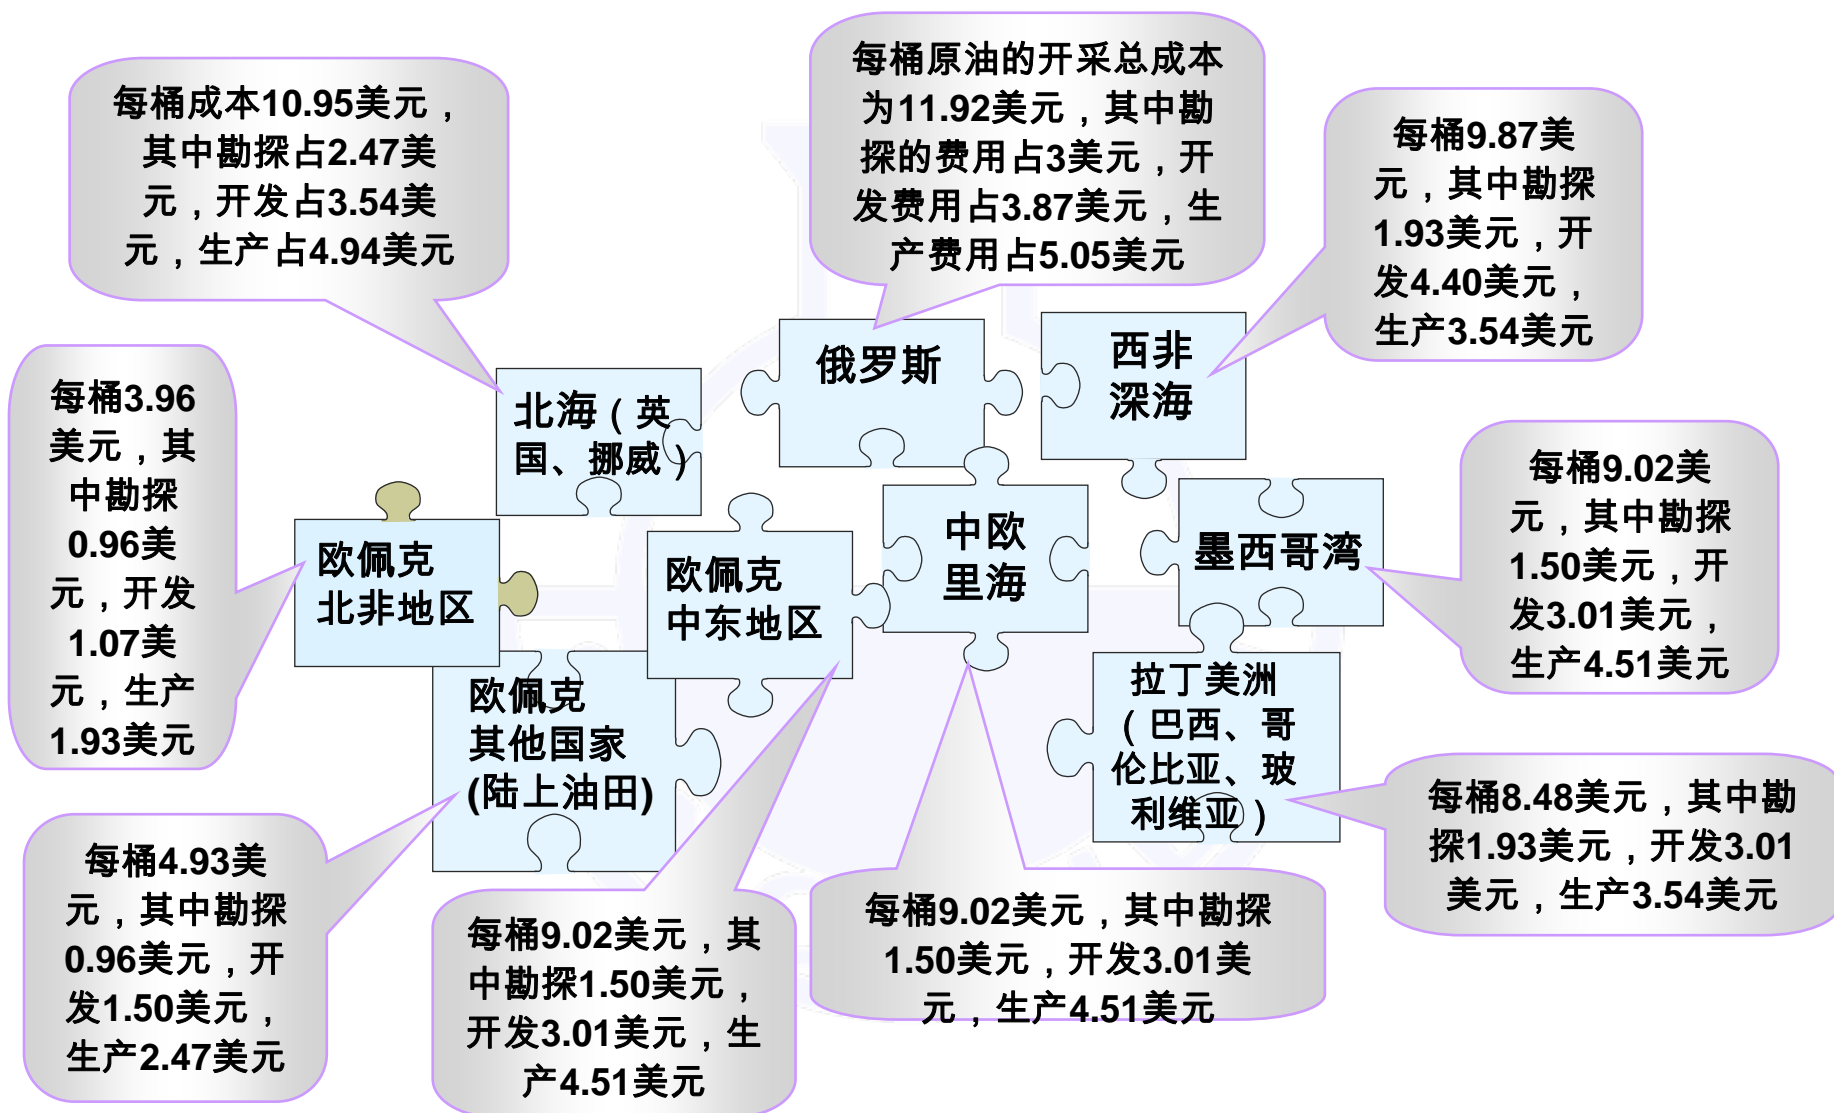 每桶成本10.95美元，
其中勘探占2.47美
元，开发占3.54美
元，生产占4.94美元
每桶原油的开采总成本
为11.92美元，其中勘
探的费用占3美元，开
发费用占3.87美元，生
产费用占5.05美元
每桶9.87美
元，其中勘探
1.93美元，开
发4.40美元，
生产3.54美元
每桶3.96
美元，其
中勘探
0.96美
元，开发
1.07美
元，生产
1.93美元
北海（英
国、挪威）
俄罗斯
西非
深海
欧佩克
北非地区
欧佩克
中东地区
中欧
里海
墨西哥湾
每桶9.02美
元，其中勘探
1.50美元，开
发3.01美元，
生产4.51美元
欧佩克
其他国家
(陆上油田)
拉丁美洲
（巴西、哥
伦比亚、玻
利维亚）
每桶8.48美元，其中勘
探1.93美元，开发3.01
美元，生产3.54美元
每桶4.93美
元，其中勘探
0.96美元，开
发1.50美元，
生产2.47美元
每桶9.02美元，其
中勘探1.50美元，
开发3.01美元，生
产4.51美元
每桶9.02美元，其中勘探
1.50美元，开发3.01美
元，生产4.51美元